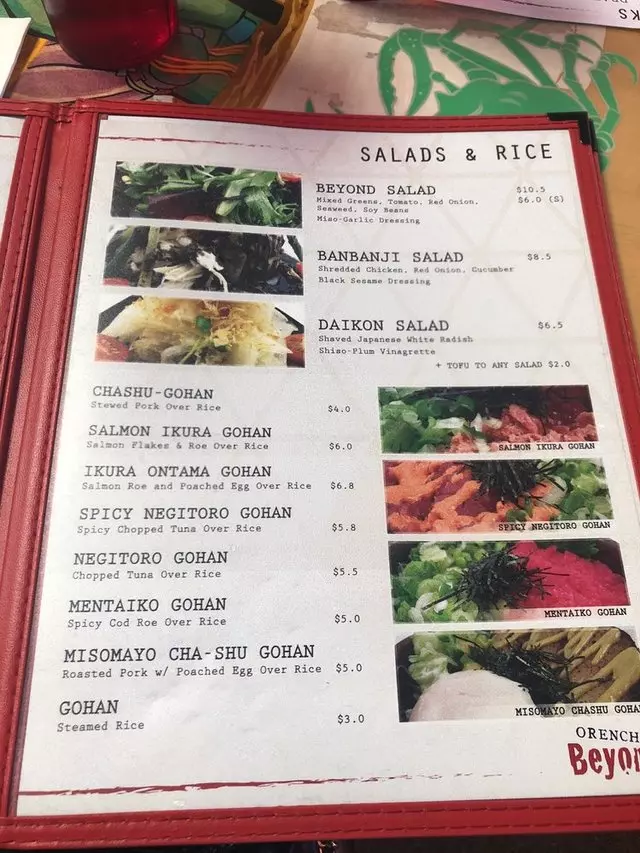 SALADS & RICE
BEYOND SALAD $10.5
Mixed Greens, Tomato, Red Onion, $6.0 (S)
Seaweed, Soy Beans
Miso-Garlic Dressing
BANBANJI SALAD $8.5
Shredded Chicken, Red Onion, Cucumber
Black Sesame Dressing
DAIKON SALAD $6.5
Shaved Japanese White Radish
Shiso-Plum Vinagrette
+ TOFU TO ANY SALAD $2.0
CHASHU-GOHAN
Stewed Pork Over Rice $4.0
SALMON IKURA GOHAN
Salmon Flakes & Roe Over Rice $6.0
IKURA ONTAMA GOHAN
Salmon Roe and Poached Egg Over Rice $6.8
SPICY NEGITORO GOHAN
Spicy Chopped Tuna Over Rice $5.8
NEGITORO GOHAN
Chopped Tuna Over Rice $5.5
MENTAIKO GOHAN
Spicy Cod Roe Over Rice $5.0
MISOMAYO CHA-SHU GOHAN
Roasted Pork w/ Poached Egg Over Rice $5.0
GOHAN
Steamed Rice $3.0
SALMON IKURA GOHAN
SPICY NEGITORO GOHAN
MENTAIKO GOHAN
MISOMAYO CHASHU GOHA
ORENCH
Beyon